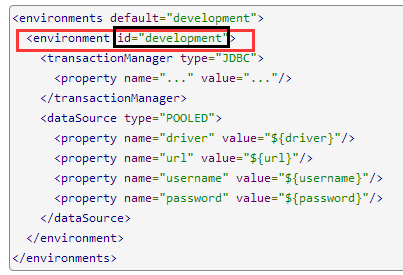 <environments default="development">
<environment id="development">
<transactionManager type="JDBC">
<property name="..." value="..."/>
</transactionManager>
<dataSource type="POOLED">
<property name="driver" value="${driver}"/>
<property name="url" value="${url}"/>
<property name="username" value="${username}"/>
<property name="password" value="${password}"/>
</dataSource>
</environment>
</environments>